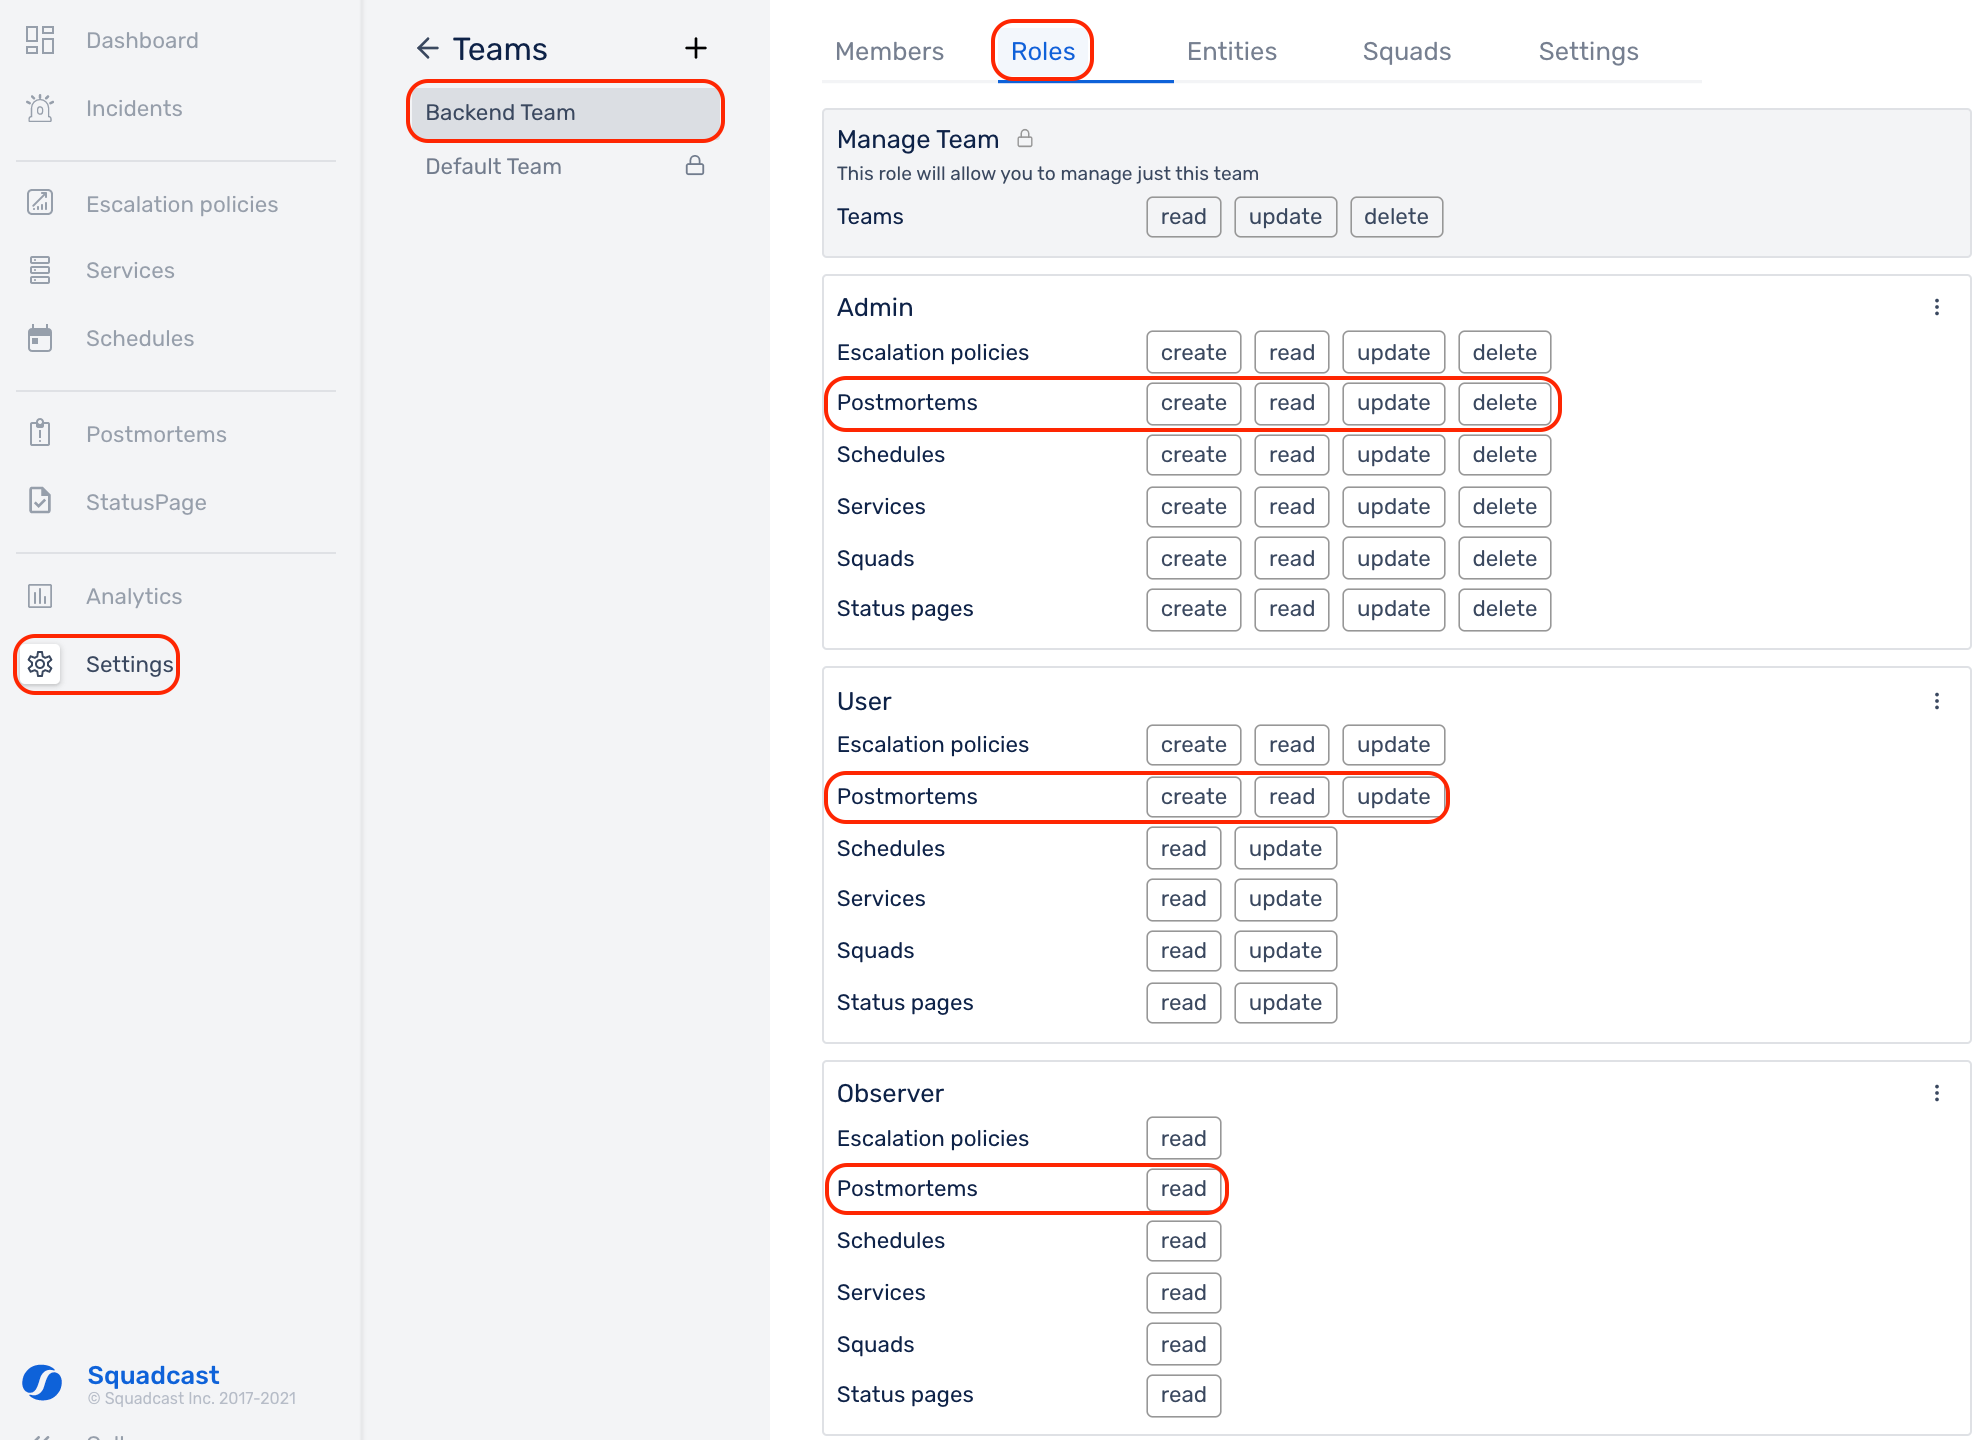 Dashboard
Incidents
Escalation policies
Services
Schedules
Postmortems
StatusPage
Analytics
Settings
Squadcast
© Squadcast Inc. 2017-2021
Teams +
Backend Team
Default Team
Members Roles Entities Squads Settings
Manage Team
This role will allow you to manage just this team
Teams read update delete
Admin
Escalation policies create read update delete
Postmortems create read update delete
Schedules create read update delete
Services create read update delete
Squads create read update delete
Status pages create read update delete
User
Escalation policies create read update
Postmortems create read update
Schedules read update
Services read update
Squads read update
Status pages read update
Observer
Escalation policies read
Postmortems read
Schedules read
Services read
Squads read
Status pages read